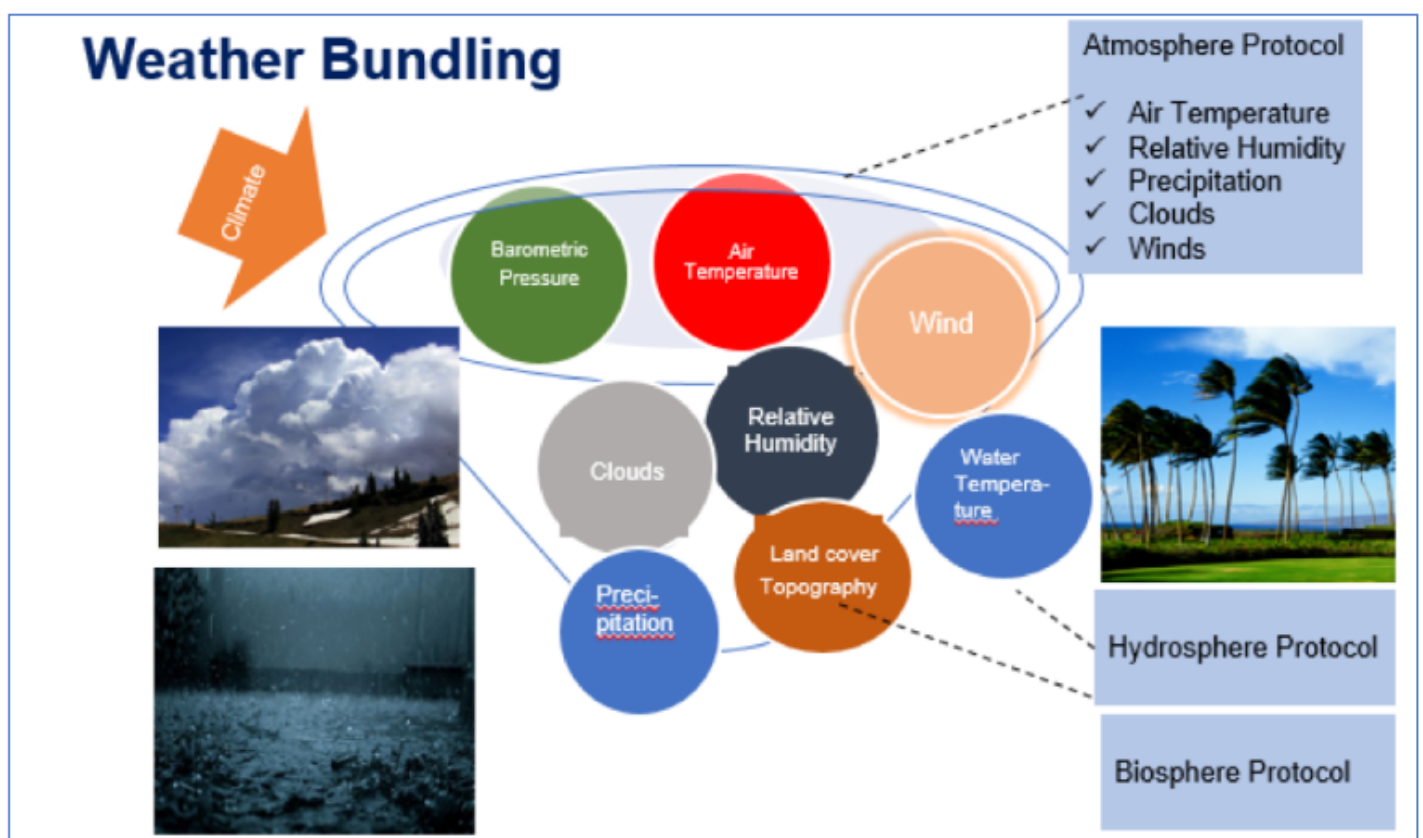 Weather Bundling
Climate
Atmosphere Protocol
✓ Air Temperature
✓ Relative Humidity
✓ Precipitation
✓ Clouds
✓ Winds
Barometric
Pressure
Air
Temperature
Wind
Relative
Humidity
Clouds
Water
Tempera-
ture
Land cover
Topography
Preci-
pitation
Hydrosphere Protocol
Biosphere Protocol